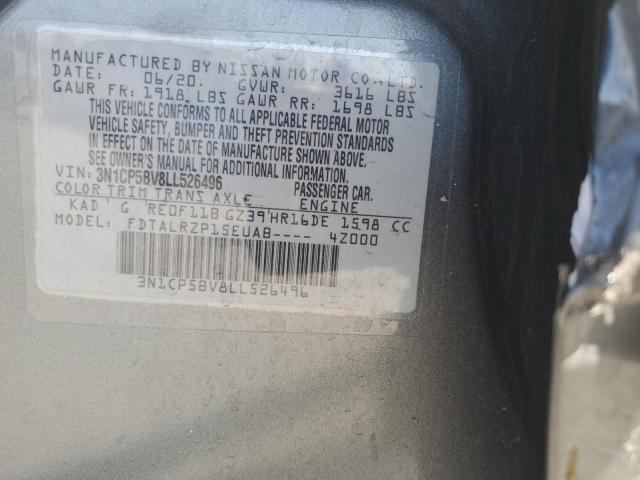 MANUFACTURED BY NISSAN MOTOR CO., LTD.
DATE: 06/20. GVWR: 3616 LBS
GAWR FR: 1918 LBS GAWR RR: 1698 LBS
THIS VEHICLE CONFORMS TO ALL APPLICABLE FEDERAL MOTOR
VEHICLE SAFETY, BUMPER AND THEFT PREVENTION STANDARDS
IN EFFECT ON THE DATE OF MANUFACTURE SHOWN ABOVE.
SEE OWNER'S MANUAL FOR ADDITIONAL INFORMATION.
VIN: 3N1CP5BV8LL526496 PASSENGER CAR.
COLOR TRIM TRANS AXLE ENGINE
KAD G RE0F11B GZ39 HR16DE 1598 CC
MODEL: FDTALRZP15EUAB---- 4Z000
3N1CP5BV8LL526496